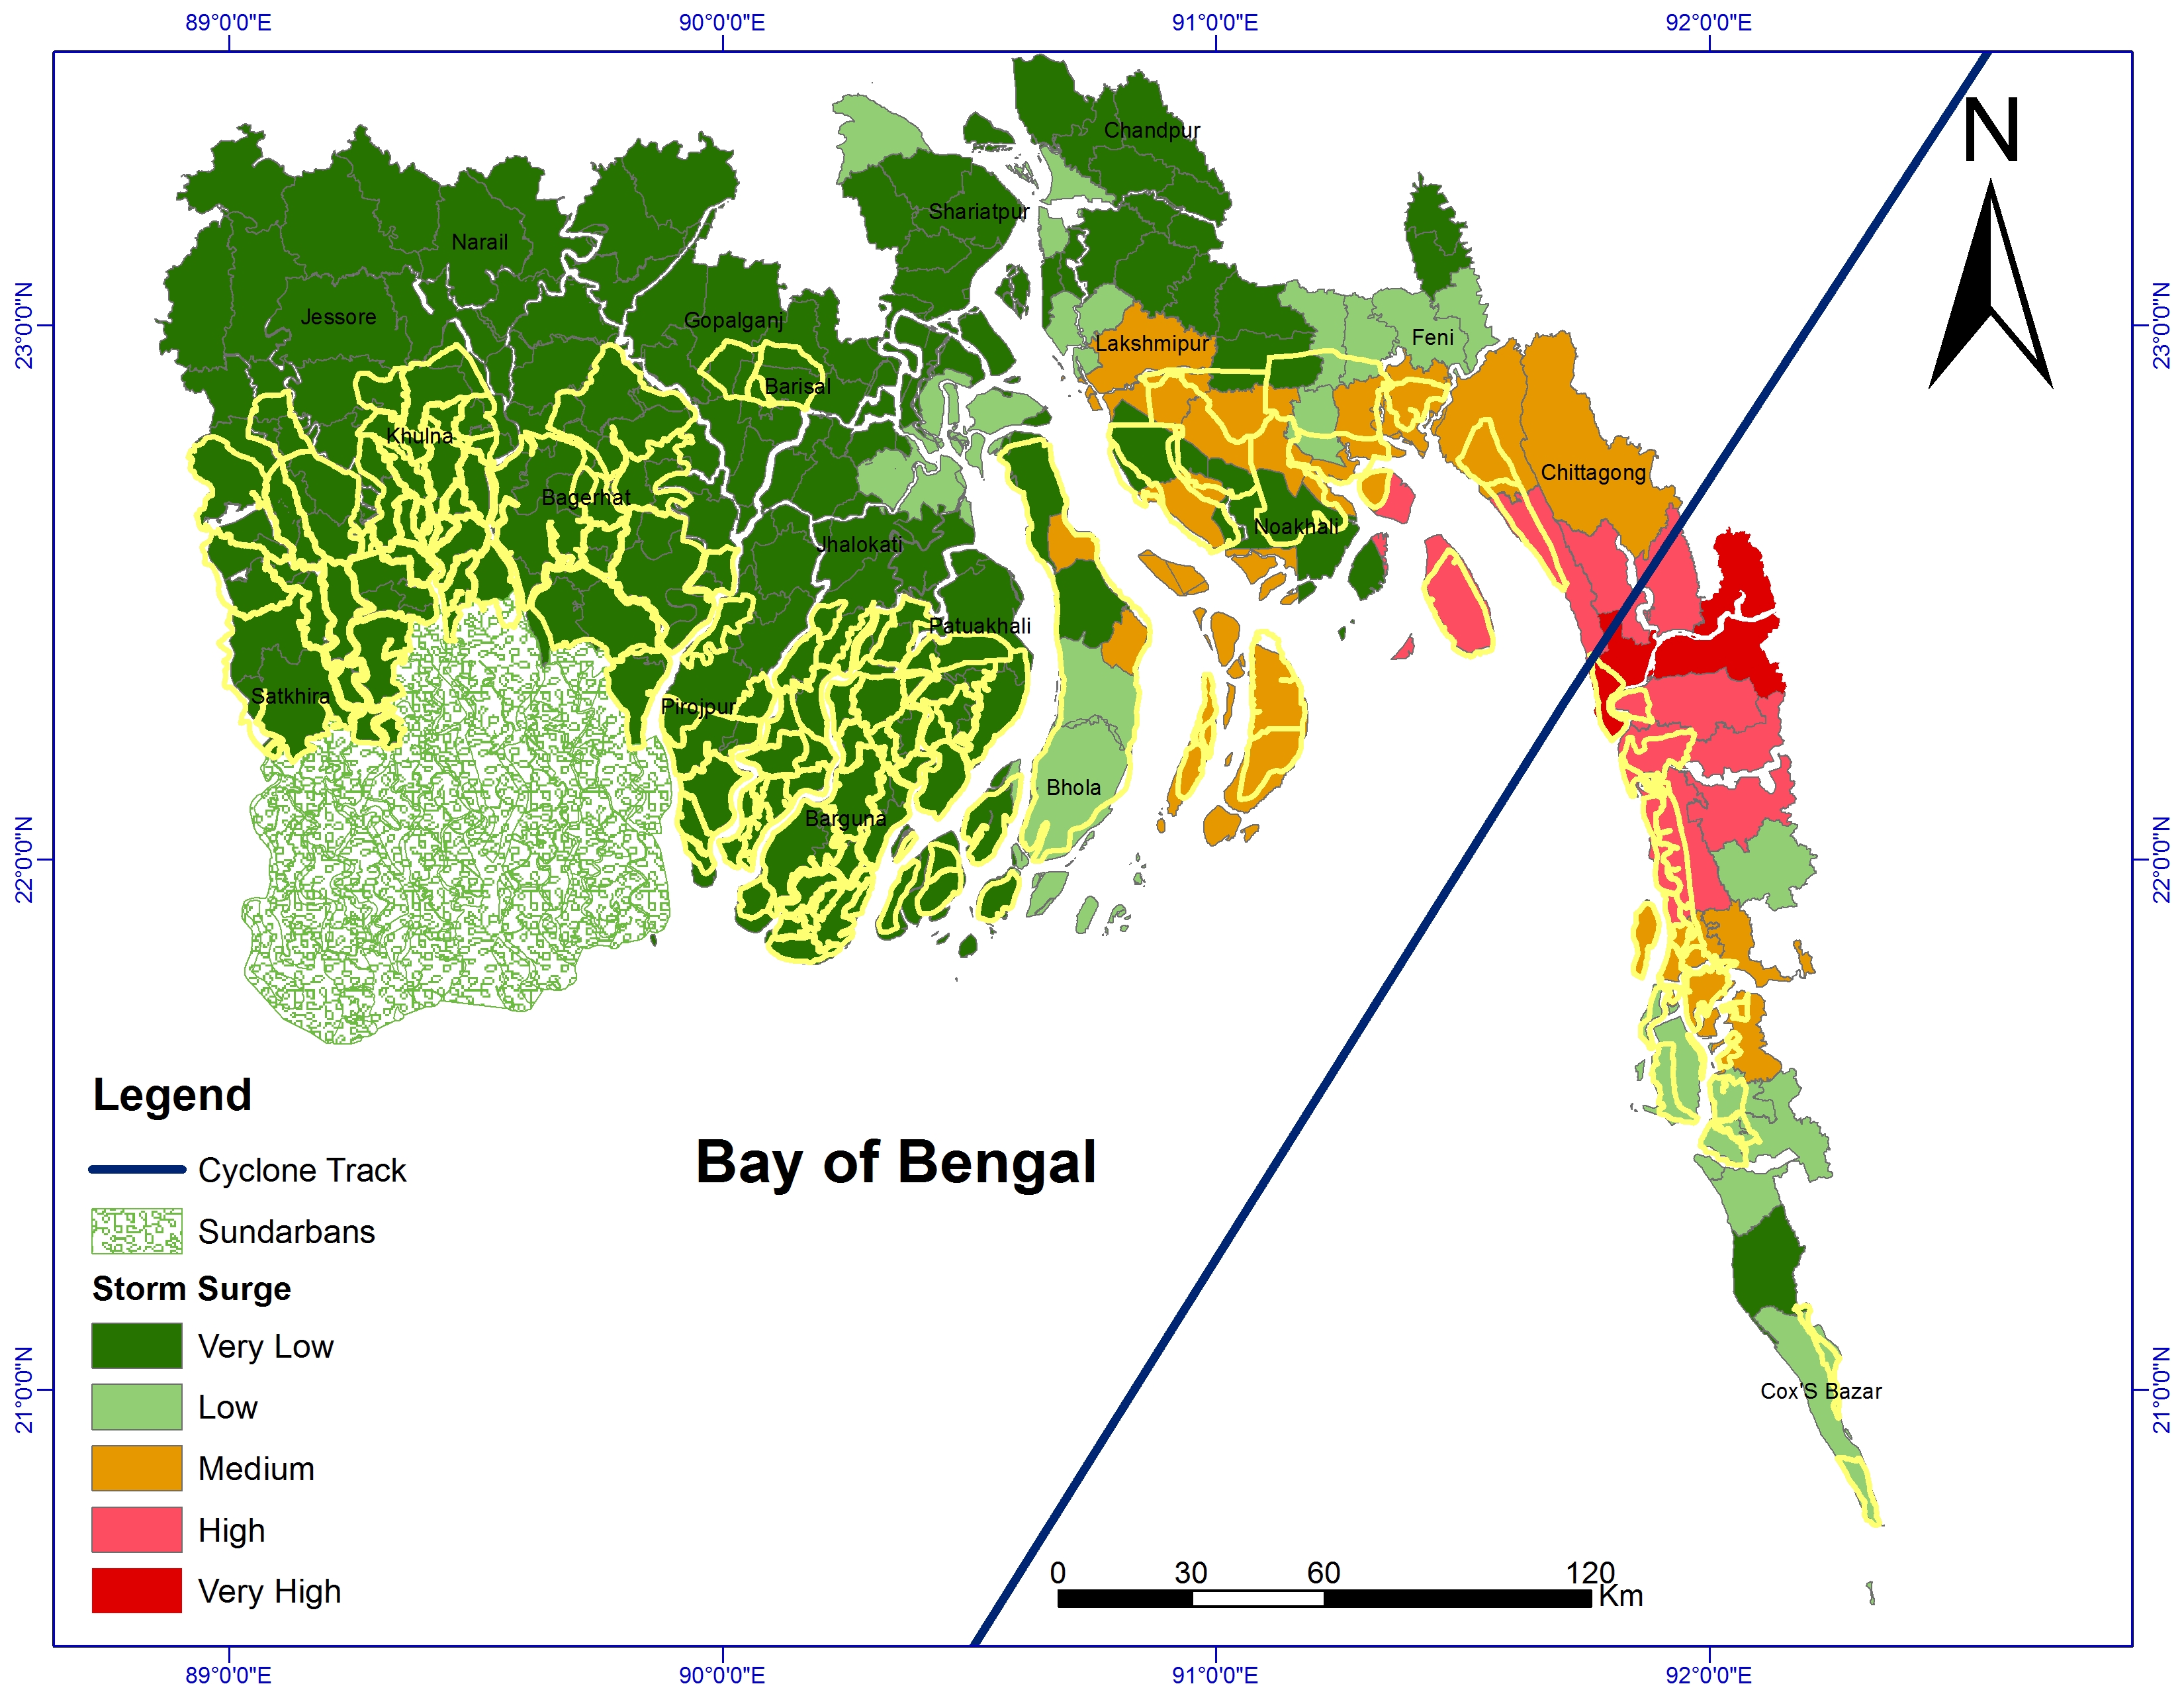 89°0'0"E 90°0'0"E 91°0'0"E 92°0'0"E
N
Chandpur
Shariatpur
Narail
23°0'0"N
Jessore
Gopalganj
Lakshmipur
Feni
23°0'0"N
Barisal
Khulna
Chittagong
Bagerhat
Noakhali
Jhalokati
Patuakhali
Satkhira
Pirojpur
Bhola
Barguna
22°0'0"N
22°0'0"N
Legend
Cyclone Track
Sundarbans
Storm Surge
Very Low
Low
Medium
High
Very High
Bay of Bengal
21°0'0"N
Cox'S Bazar
21°0'0"N
0 30 60 120
Km
89°0'0"E 90°0'0"E 91°0'0"E 92°0'0"E